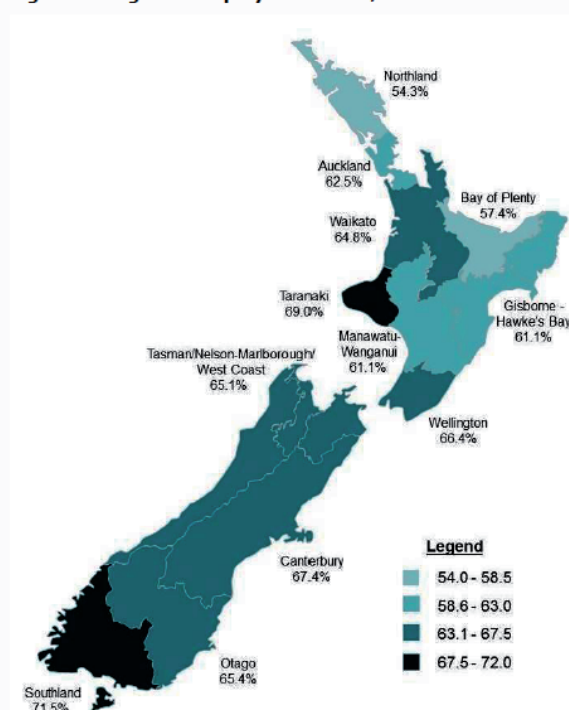 Northland
54.3%
Auckland
62.5%
Bay of Plenty
57.4%
Waikato
64.8%
Taranaki
69.0%
Gisborne -
Hawke's Bay
61.1%
Manawatu-
Wanganui
61.1%
Tasman/Nelson-Marlborough/
West Coast
65.1%
Wellington
66.4%
Canterbury
67.4%
Otago
65.4%
Southland
71.5%
Legend
54.0 - 58.5
58.6 - 63.0
63.1 - 67.5
67.5 - 72.0